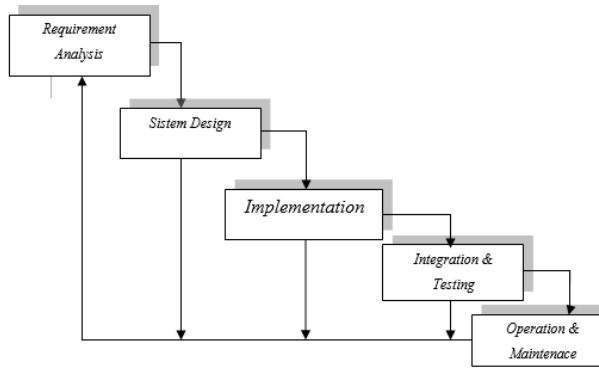 Requirement
Analysis
Sistem Design
Implementation
Integration &
Testing
Operation &
Maintenace